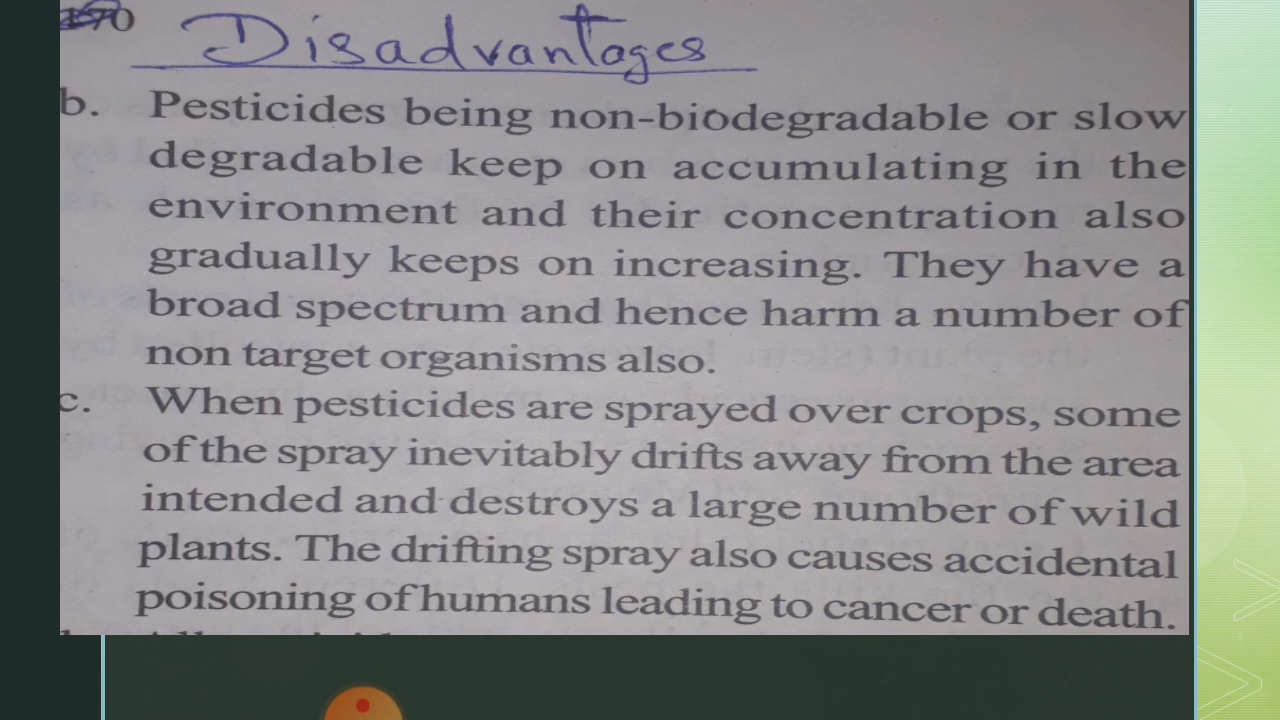 170
Disadvantages
b. Pesticides being non-biodegradable or slow
degradable keep on accumulating in the
environment and their concentration also
gradually keeps on increasing. They have a
broad spectrum and hence harm a number of
non target organisms also.
c. When pesticides are sprayed over crops, some
of the spray inevitably drifts away from the area
intended and destroys a large number of wild
plants. The drifting spray also causes accidental
poisoning of humans leading to cancer or death.